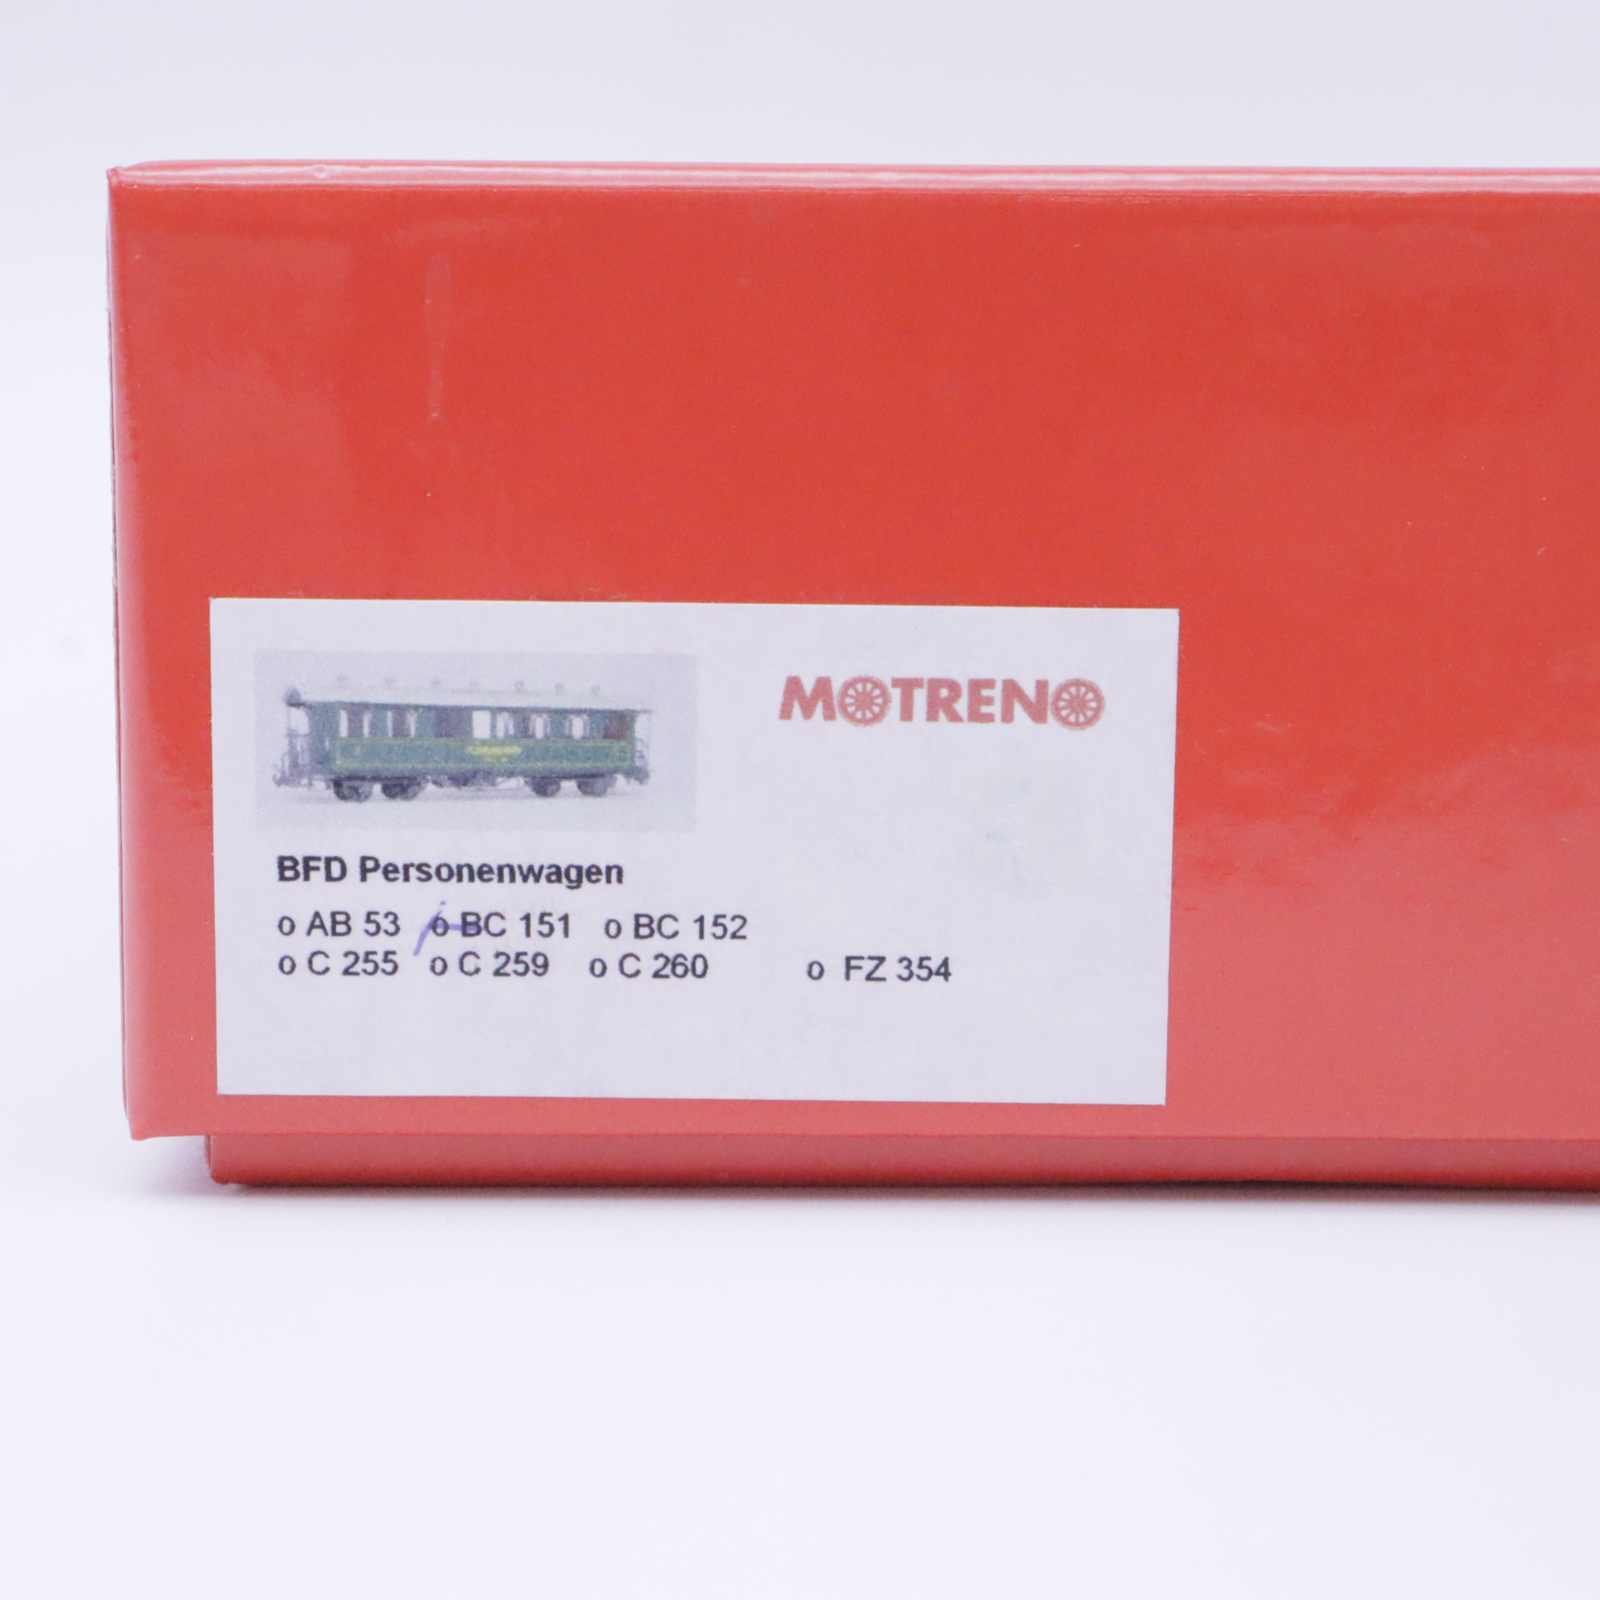 MOTRENO
BFD Personenwagen
o AB 53 o BC 151 o BC 152
o C 255 o C 259 o C 260 o FZ 354